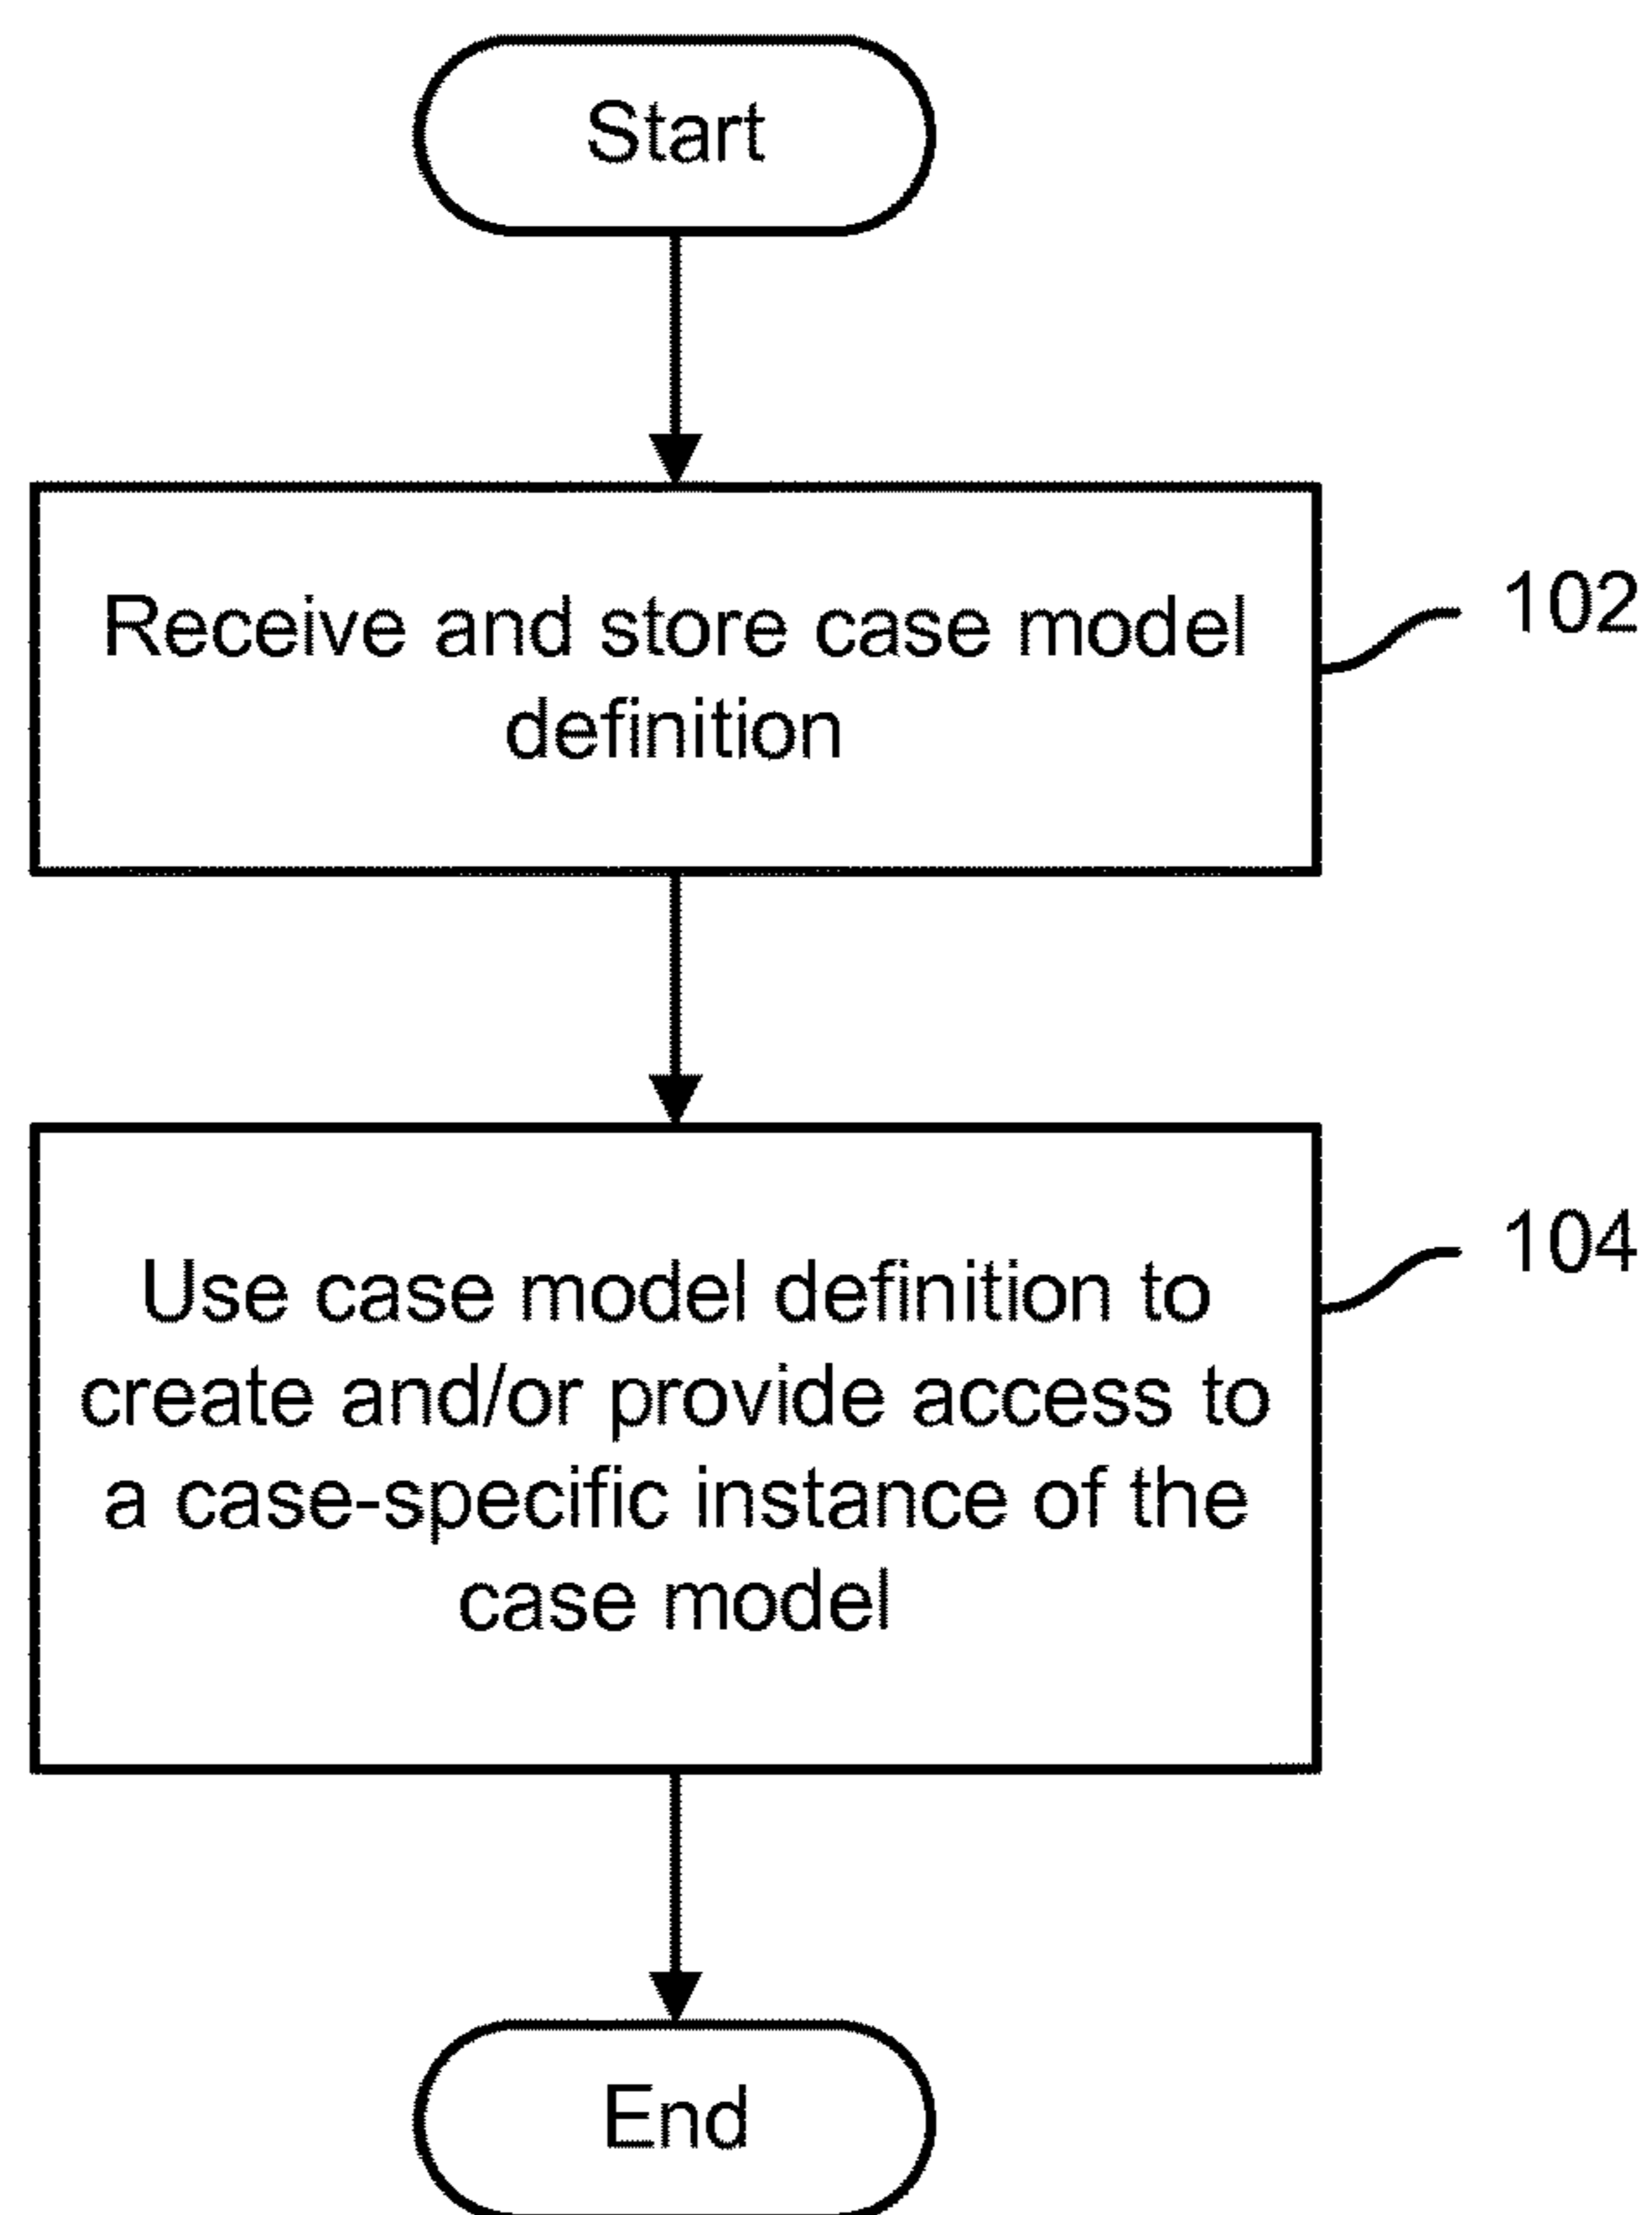 Start
Receive and store case model
definition
102
Use case model definition to
create and/or provide access to
a case-specific instance of the
case model
104
End